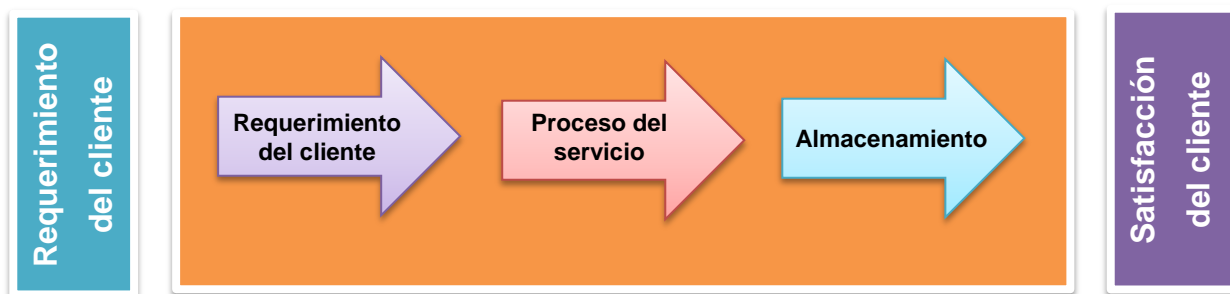 Requerimiento
del cliente
Requerimiento
del cliente
Proceso del
servicio
Almacenamiento
Satisfacción
del cliente